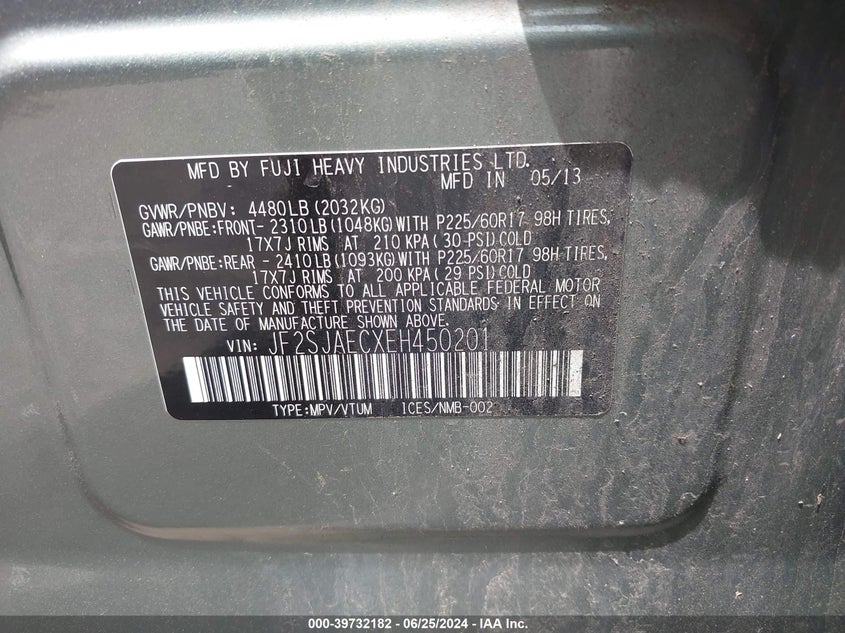 MFD BY FUJI HEAVY INDUSTRIES LTD.
MFD IN 05/13
GVWR/PNBV: 4480LB (2032KG)
GAWR/PNBE:FRONT- 2310LB (1048KG) WITH P225/60R17 98H TIRES,
17X7J RIMS AT 210 KPA ( 30-PSI) COLD
GAWR/PNBE:REAR - 2410LB (1093KG) WITH P225/60R17 98H TIRES,
17X7J RIMS AT 200 KPA (29 PSI) COLD
THIS VEHICLE CONFORMS TO ALL APPLICABLE FEDERAL MOTOR
VEHICLE SAFETY AND THEFT PREVENTION STANDARDS IN EFFECT ON
THE DATE OF MANUFACTURE SHOWN ABOVE.
VIN: JF2SJAECXEH450201
TYPE:MPV/VTUM ICES/NMB-002
000-39732182 - 06/25/2024 - IAA Inc.